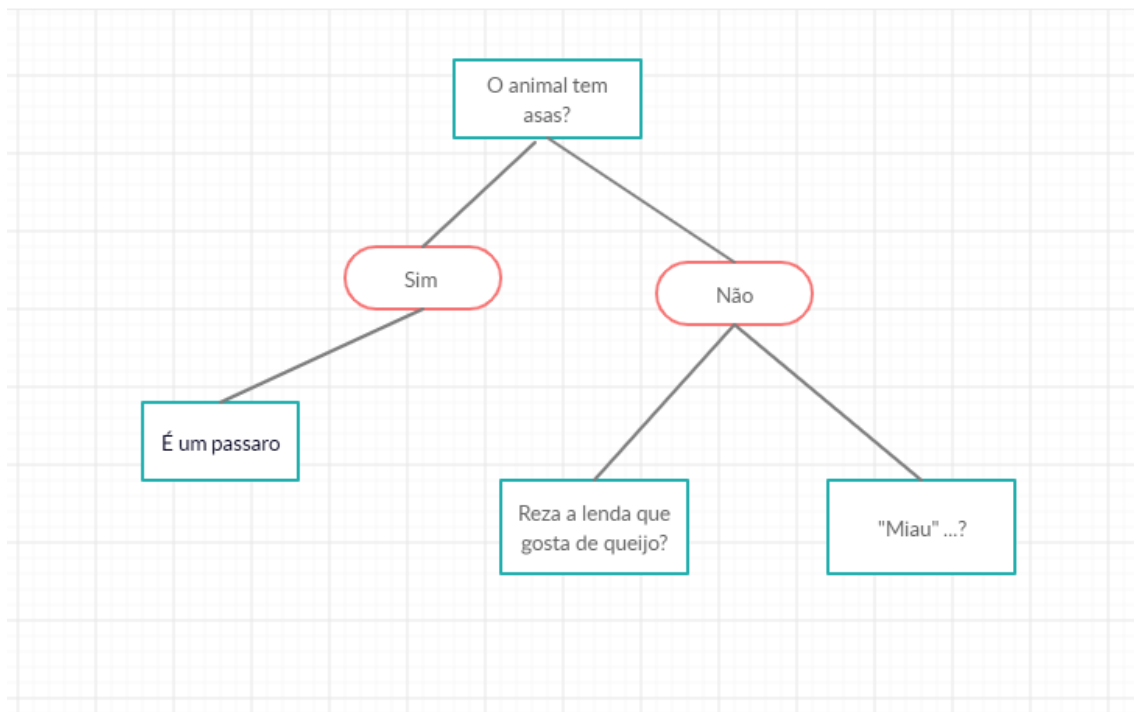 O animal tem
asas?
Sim
Não
É um passaro
Reza a lenda que
gosta de queijo?
"Miau" ...?